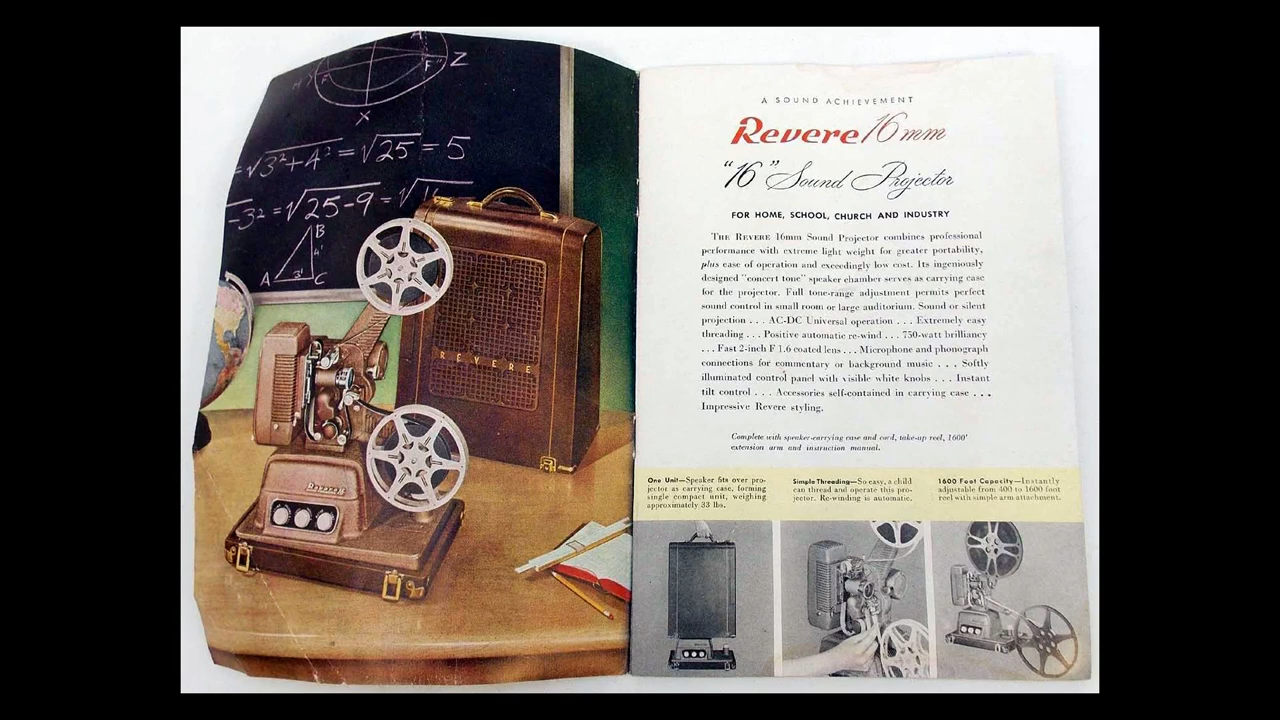 A
Z
H
F
F"
X
=√3²+4² = √25 = 5
-3² = √25-9 = √16
B
4'
A
3'
C
REVERE
Revere 16
A SOUND ACHIEVEMENT
Revere 16mm
"16" Sound Projector
FOR HOME, SCHOOL, CHURCH AND INDUSTRY
THE REVERE 16mm Sound Projector combines professional
performance with extreme light weight for greater portability,
plus ease of operation and exceedingly low cost. Its ingeniously
designed "concert tone" speaker chamber serves as carrying case
for the projector. Full tone-range adjustment permits perfect
sound control in small room or large auditorium. Sound or silent
projection . . . AC-DC Universal operation . . . Extremely easy
threading . . . Positive automatic re-wind . . . 750-watt brilliancy
. . . Fast 2-inch F 1.6 coated lens . . . Microphone and phonograph
connections for commentary or background music . . . Softly
illuminated control panel with visible white knobs . . . Instant
tilt control . . . Accessories self-contained in carrying case . . .
Impressive Revere styling.
Complete with speaker-carrying case and cord, take-up reel, 1600'
extension arm and instruction manual.
One Unit—Speaker fits over pro-
jector as carrying case, forming
single compact unit, weighing
approximately 33 lbs.
Simple Threading—So easy, a child
can thread and operate this pro-
jector. Re-winding is automatic.
1600 Foot Capacity—Instantly
adjustable from 400 to 1600 foot
reel with simple arm attachment.